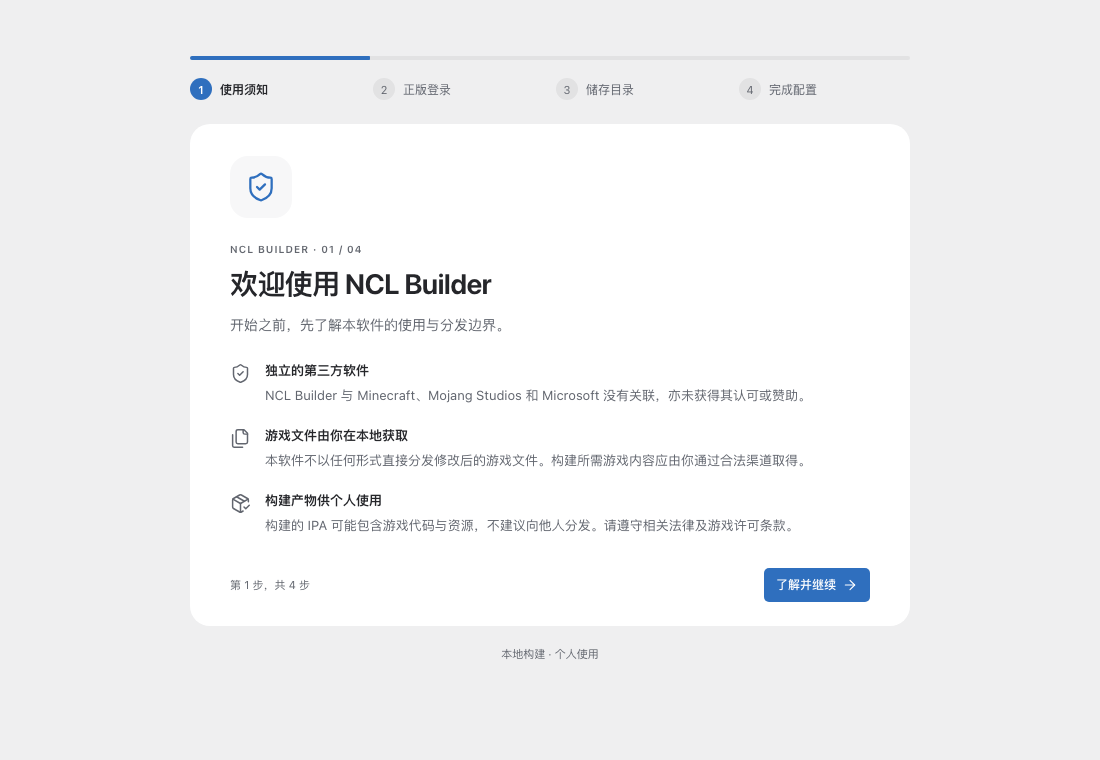 1 使用须知
2 正版登录
3 储存目录
4 完成配置
NCL BUILDER · 01 / 04
欢迎使用 NCL Builder
开始之前，先了解本软件的使用与分发边界。
独立的第三方软件
NCL Builder 与 Minecraft、Mojang Studios 和 Microsoft 没有关联，亦未获得其认可或赞助。
游戏文件由你在本地获取
本软件不以任何形式直接分发修改后的游戏文件。构建所需游戏内容应由你通过合法渠道取得。
构建产物供个人使用
构建的 IPA 可能包含游戏代码与资源，不建议向他人分发。请遵守相关法律及游戏许可条款。
第 1 步，共 4 步
了解并继续
本地构建 · 个人使用